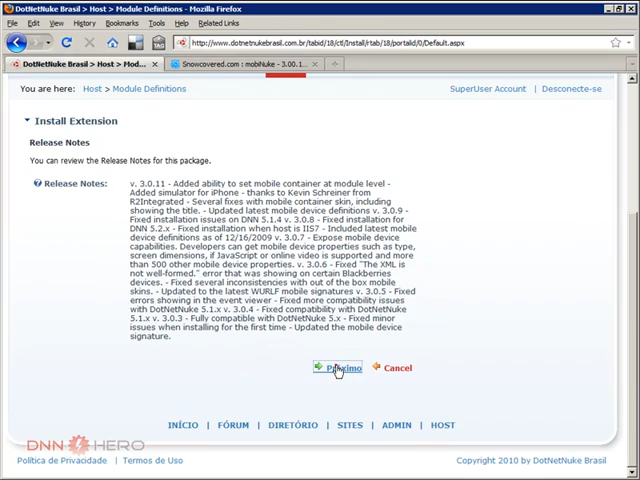 DotNetNuke Brasil > Host > Module Definitions - Mozilla Firefox
File Edit View History Bookmarks Tools Help Related Links
http://www.dotnetnukebrasil.com.br/tabid/18/ctl/Install/rtab/18/portalid/0/Default.aspx
DotNetNuke Brasil > Host > Mod...
Snowcovered.com : mobiNuke - 3.00.1...
You are here: Host > Module Definitions
SuperUser Account | Desconecte-se
Install Extension
Release Notes
You can review the Release Notes for this package.
Release Notes:
v. 3.0.11 - Added ability to set mobile container at module level -
Added simulator for iPhone - thanks to Kevin Schreiner from
R2Integrated - Several fixes with mobile container skin, including
showing the title. - Updated latest mobile device definitions v. 3.0.9 -
Fixed installation issues on DNN 5.1.4 v. 3.0.8 - Fixed installation for
DNN 5.2.x - Fixed installation when host is IIS7 - Included latest mobile
device definitions as of 12/16/2009 v. 3.0.7 - Expose mobile device
capabilities. Developers can get mobile device properties such as type,
screen dimensions, if JavaScript or online video is supported and more
than 500 other mobile device properties. v. 3.0.6 - Fixed "The XML is
not well-formed." error that was showing on certain Blackberries
devices. - Fixed several inconsistencies with out of the box mobile
skins. - Updated to the latest WURLF mobile signatures v. 3.0.5 - Fixed
errors showing in the event viewer - Fixed more compatibility issues
with DotNetNuke 5.1.x v. 3.0.4 - Fixed compatibility with DotNetNuke
5.1.x v. 3.0.3 - Fully compatible with DotNetNuke 5.x - Fixed minor
issues when installing for the first time - Updated the mobile device
signature.
Próximo Cancel
INÍCIO | FÓRUM | DIRETÓRIO | SITES | ADMIN | HOST
DNN HERO
Política de Privacidade | Termos de Uso
Copyright 2010 by DotNetNuke Brasil